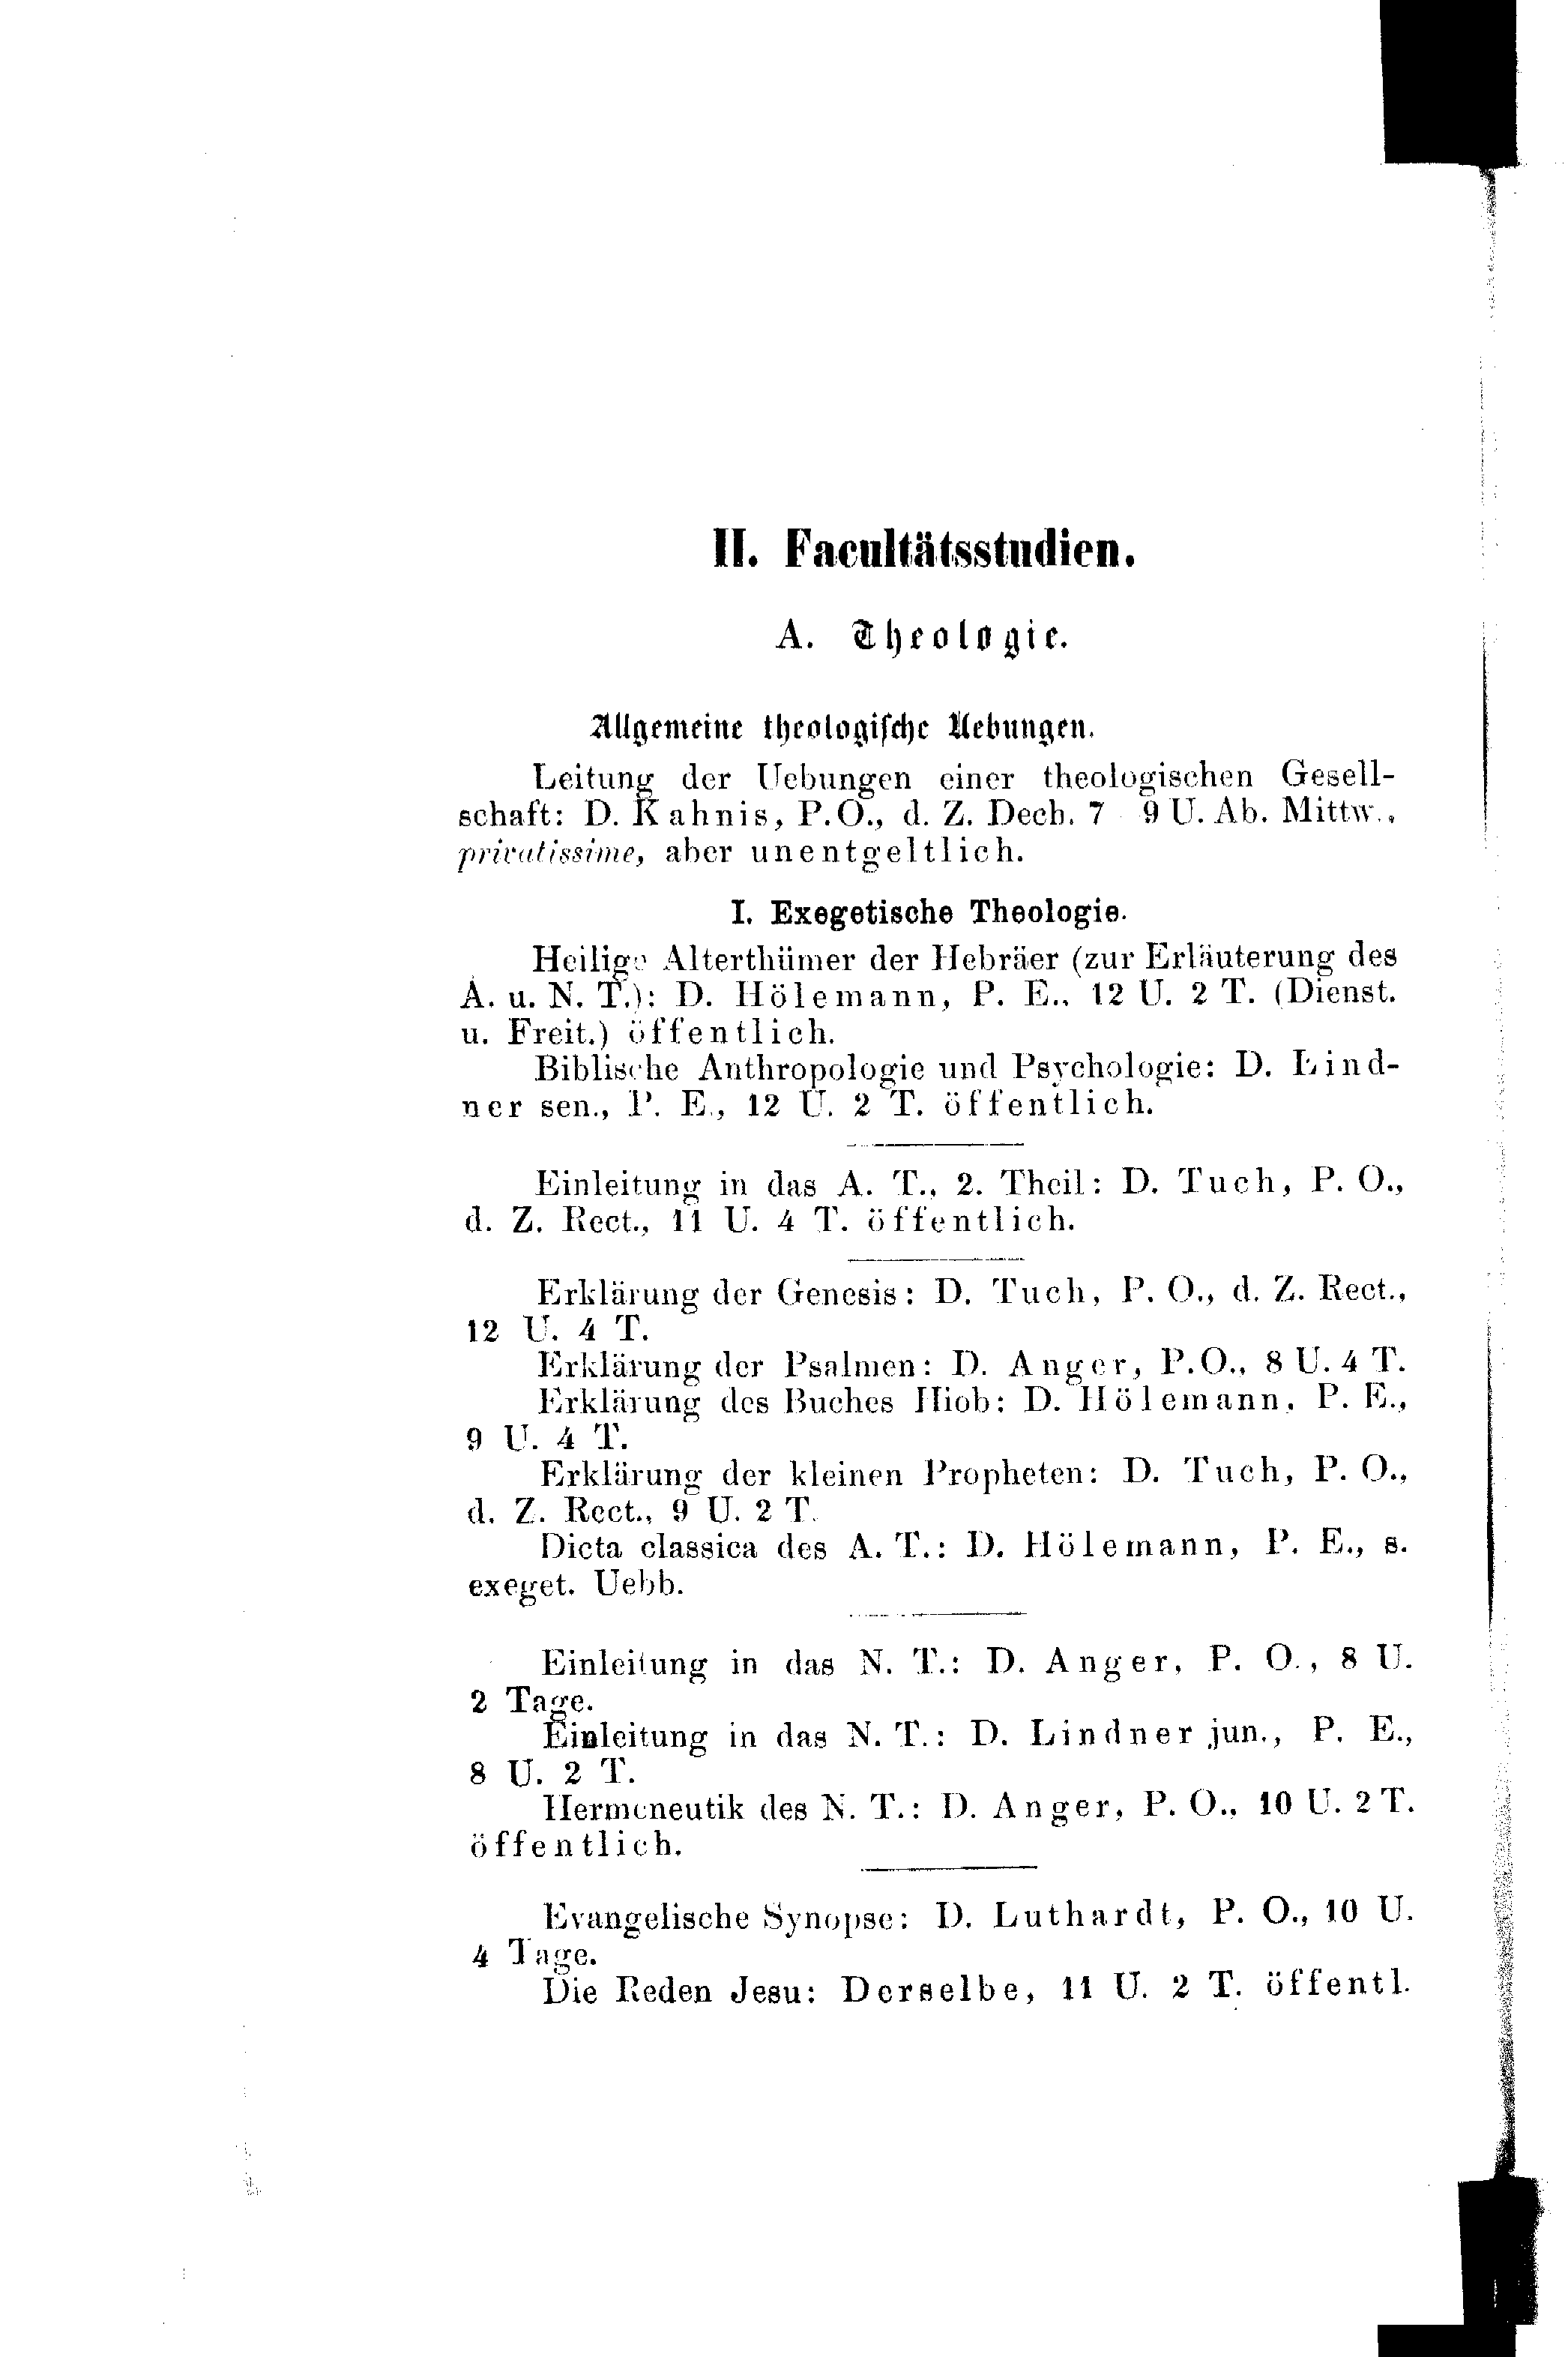 II. Facultätsstudien.
A. Theologie.
Allgemeine theologische Uebungen.
Leitung der Uebungen einer theologischen Gesell-
schaft: D. Kahnis, P.O., d. Z. Dech. 7 9 U. Ab. Mittw.,
privatissime, aber unentgeltlich.
I. Exegetische Theologie.
Heilige Alterthümer der Hebräer (zur Erläuterung des
A. u. N. T.): D. Hölemann, P. E., 12 U. 2 T. (Dienst.
u. Freit.) öffentlich.
Biblische Anthropologie und Psychologie: D. Lind-
ner sen., P. E., 12 U. 2 T. öffentlich.
Einleitung in das A. T., 2. Theil: D. Tuch, P. O.,
d. Z. Rect., 11 U. 4 T. öffentlich.
Erklärung der Genesis: D. Tuch, P. O., d. Z. Rect.,
12 U. 4 T.
Erklärung der Psalmen: D. Anger, P.O., 8 U. 4 T.
Erklärung des Buches Hiob: D. Hölemann, P. E.,
9 U. 4 T.
Erklärung der kleinen Propheten: D. Tuch, P. O.,
d. Z. Rect., 9 U. 2 T.
Dicta classica des A. T.: D. Hölemann, P. E., s.
exeget. Uebb.
Einleitung in das N. T.: D. Anger, P. O., 8 U.
2 Tage.
Einleitung in das N. T.: D. Lindner jun., P. E.,
8 U. 2 T.
Hermeneutik des N. T.: D. Anger, P. O., 10 U. 2 T.
öffentlich.
Evangelische Synopse: D. Luthardt, P. O., 10 U.
4 Tage.
Die Reden Jesu: Derselbe, 11 U. 2 T. öffentl.